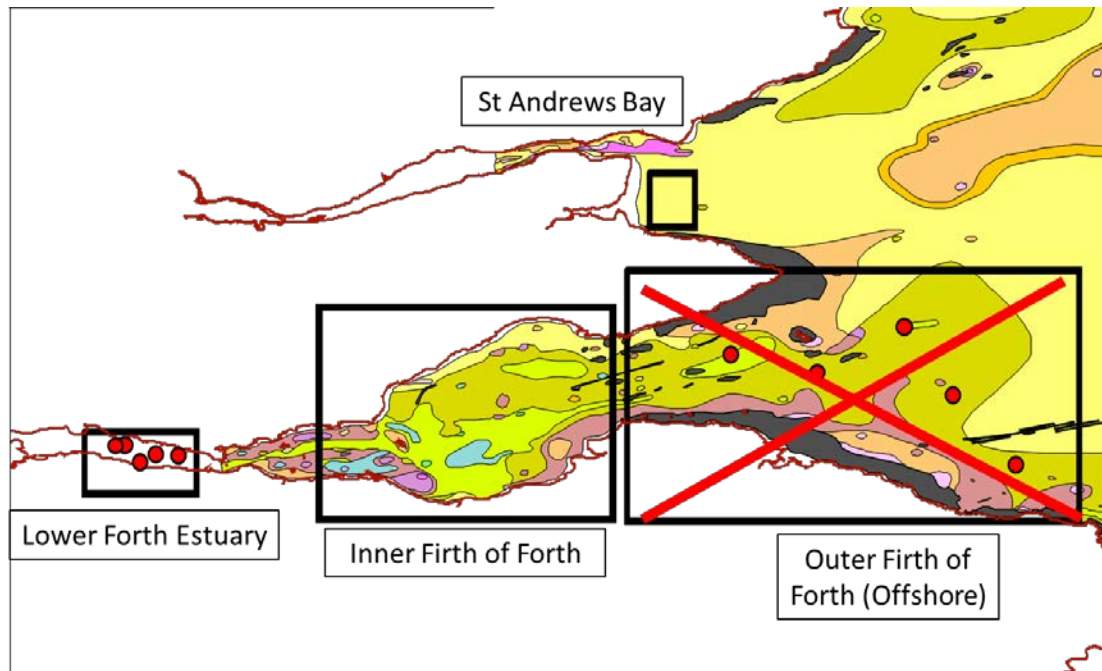 St Andrews Bay
Lower Forth Estuary
Inner Firth of Forth
Outer Firth of
Forth (Offshore)